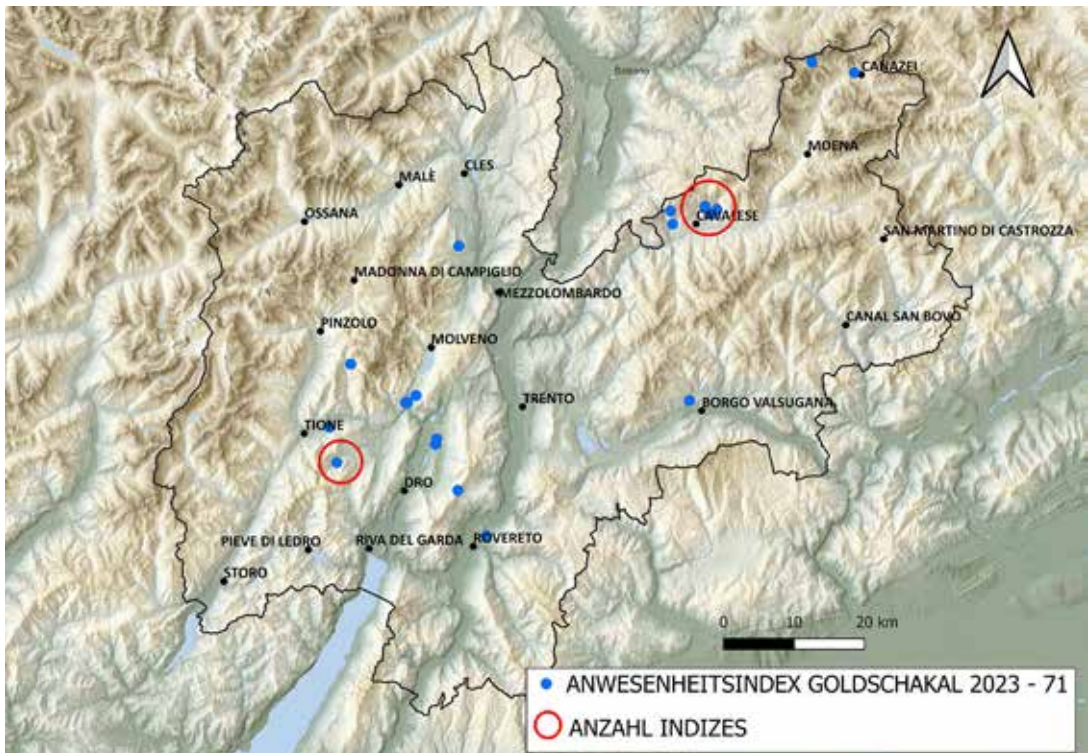 Bolzano
CANAZEI
MOENA
CLES
MALÈ
OSSANA
CAVALESE
SAN MARTINO DI CASTROZZA
MADONNA DI CAMPIGLIO
MEZZOLOMBARDO
PINZOLO
CANAL SAN BOVO
MOLVENO
TRENTO
BORGO VALSUGANA
TIONE
DRO
PIEVE DI LEDRO
RIVA DEL GARDA
ROVERETO
STORO
0 10 20 km
ANWESENHEITSINDEX GOLDSCHAKAL 2023 - 71
ANZAHL INDIZES